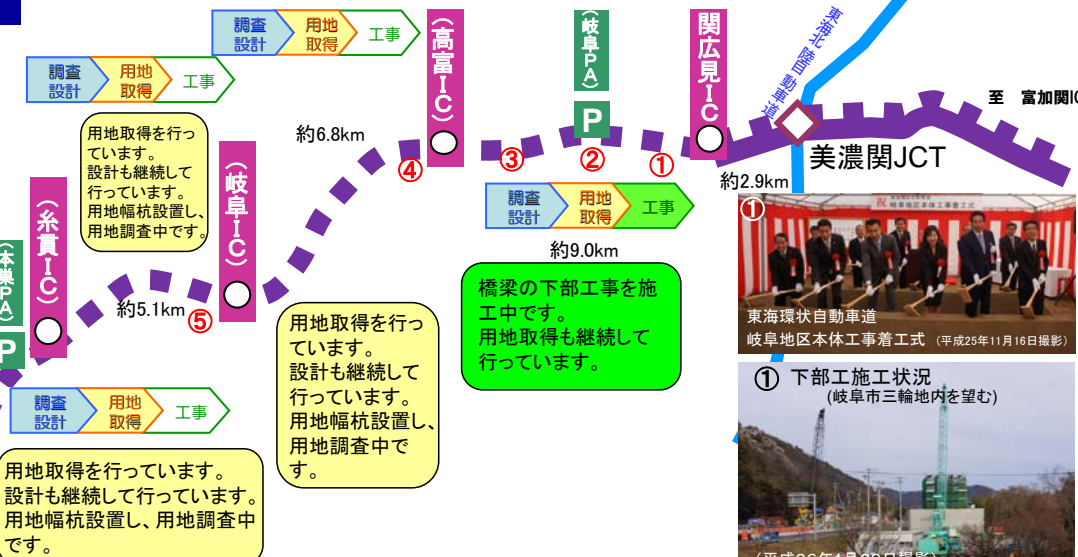 調査
設計
用地
取得
工事
調査
設計
用地
取得
工事
用地取得を行っ
ています。
設計も継続して
行っています。
用地幅杭設置し、
用地調査中です。
(高富IC)
(岐阜PA)
P
関広見IC
東海北陸自動車道
至 富加関IC
美濃関JCT
約6.8km
④
③
②
①
約2.9km
調査
設計
用地
取得
工事
約9.0km
橋梁の下部工事を施
工中です。
用地取得も継続して
行っています。
(岐阜IC)
(糸貫IC)
(本巣PA)
P
約5.1km
⑤
用地取得を行っ
ています。
設計も継続して
行っています。
用地幅杭設置し、
用地調査中で
す。
調査
設計
用地
取得
工事
用地取得を行っています。
設計も継続して行っています。
用地幅杭設置し、用地調査中
です。
①
岐阜地区本体工事着工式
東海環状自動車道
岐阜地区本体工事着工式 (平成25年11月16日撮影)
① 下部工施工状況
(岐阜市三輪地内を望む)